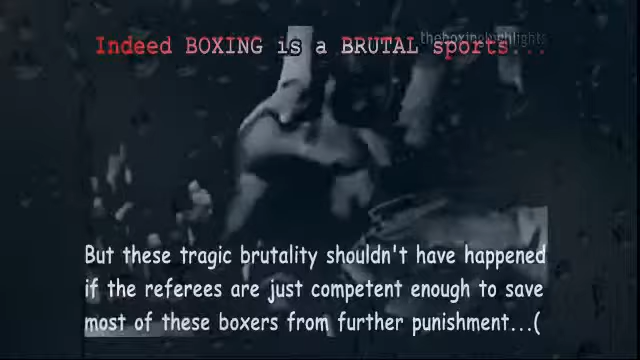 Indeed BOXING is a BRUTAL sports...
theboxinghighlights
But these tragic brutality shouldn't have happened
if the referees are just competent enough to save
most of these boxers from further punishment...(